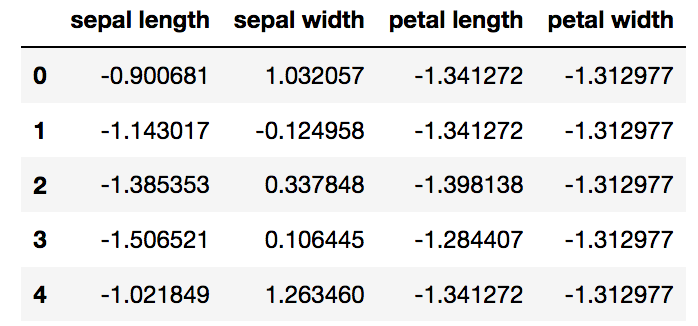 sepal length sepal width petal length petal width
0 -0.900681 1.032057 -1.341272 -1.312977
1 -1.143017 -0.124958 -1.341272 -1.312977
2 -1.385353 0.337848 -1.398138 -1.312977
3 -1.506521 0.106445 -1.284407 -1.312977
4 -1.021849 1.263460 -1.341272 -1.312977